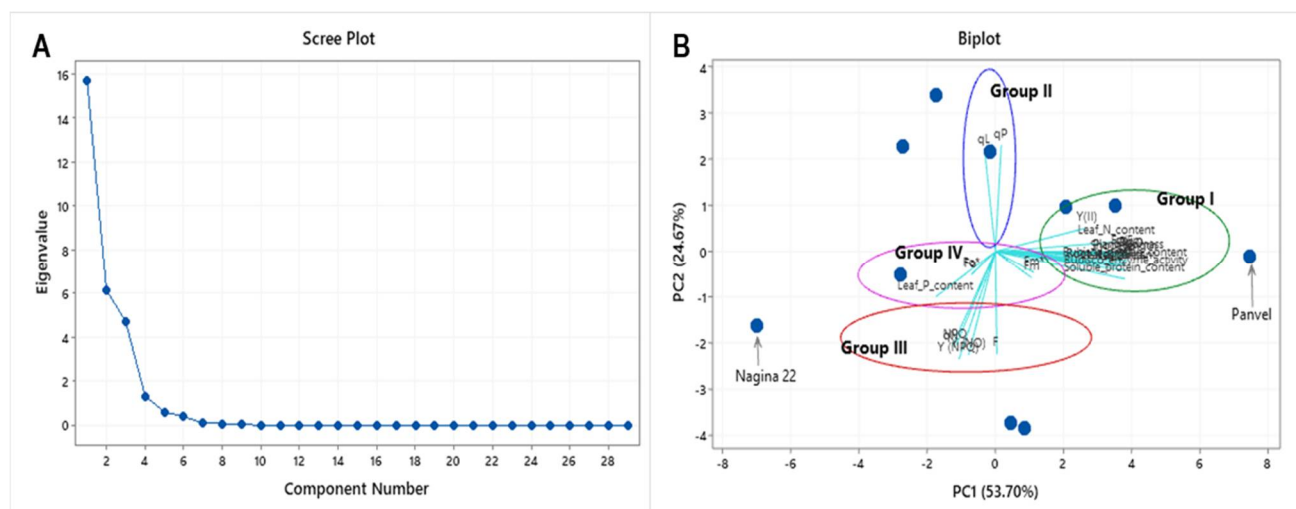 A
Scree Plot
16
14
12
10
8
6
4
2
0
Eigenvalue
2 4 6 8 10 12 14 16 18 20 22 24 26 28
Component Number
B
Biplot
4
3
2
1
0
-1
-2
-3
-4
PC2 (24.67%)
Group II
qL qP
Group I
Y(II)
Leaf_N_content
Soluble_protein_content
Group IV
Fo'
Fm
Leaf_P_content
Panvel
NPQ
Group III
Y (NPQ)
F
Nagina 22
-8 -6 -4 -2 0 2 4 6 8
PC1 (53.70%)